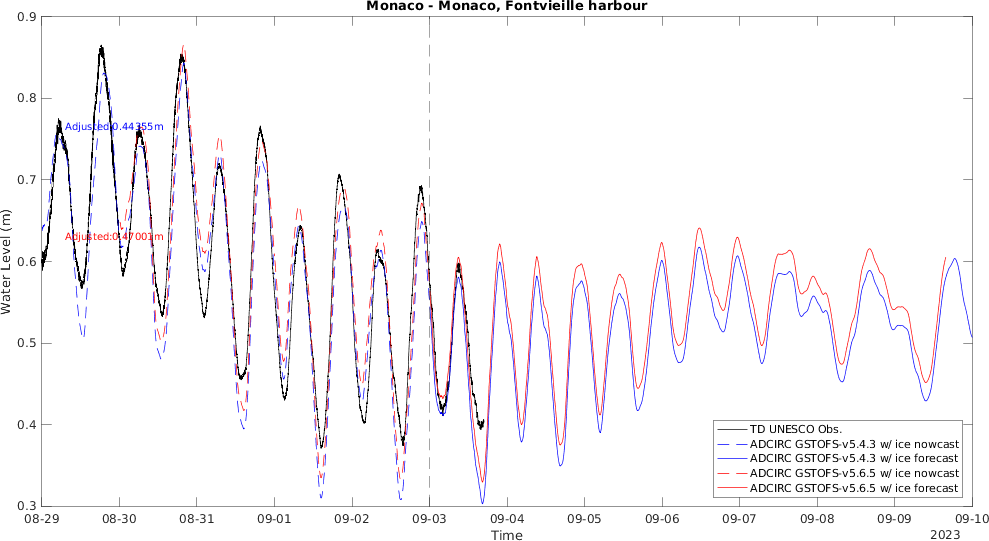 Monaco - Monaco, Fontvieille harbour
0.9
0.8
0.7
0.6
0.5
0.4
0.3
Water Level (m)
Adjusted:0.44355m
Adjusted:0.47001m
TD UNESCO Obs.
ADCIRC GSTOFS-v5.4.3 w/ ice nowcast
ADCIRC GSTOFS-v5.4.3 w/ ice forecast
ADCIRC GSTOFS-v5.6.5 w/ ice nowcast
ADCIRC GSTOFS-v5.6.5 w/ ice forecast
08-29 08-30 08-31 09-01 09-02 09-03 09-04 09-05 09-06 09-07 09-08 09-09 09-10
Time
2023